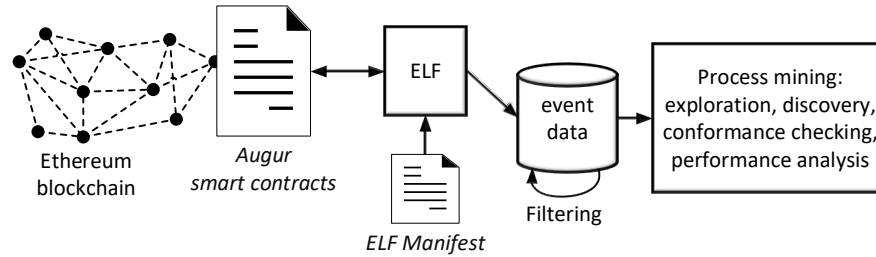 Ethereum
blockchain
Augur
smart contracts
ELF
ELF Manifest
event
data
Filtering
Process mining:
exploration, discovery,
conformance checking,
performance analysis